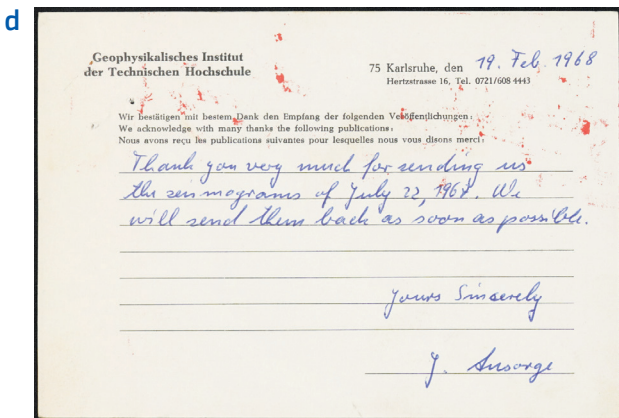 d
Geophysikalisches Institut
der Technischen Hochschule
75 Karlsruhe, den 19. Feb. 1968
Hertzstrasse 16, Tel. 0721/608 4443
Wir bestätigen mit bestem Dank den Empfang der folgenden Veröffentlichungen:
We acknowledge with many thanks the following publications:
Nous avons reçu les publications suivantes pour lesquelles nous vous disons merci:
Thank you very much for sending us
the seismograms of July 22, 1967. We
will send them back as soon as possible.
Yours Sincerely
J. Ansorge